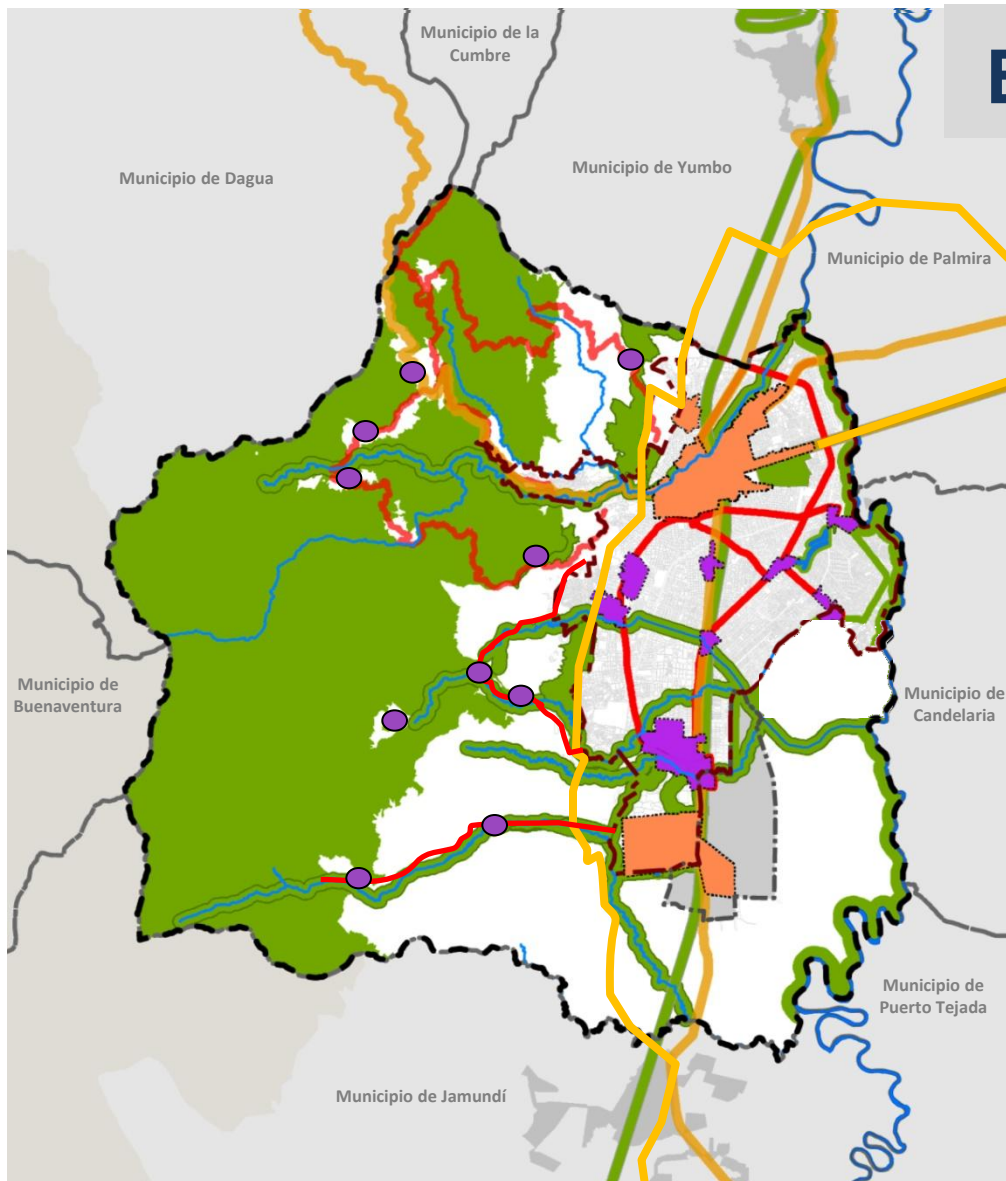 Municipio de la
Cumbre
E
Municipio de Dagua
Municipio de Yumbo
Municipio de Palmira
Municipio de
Buenaventura
Municipio de
Candelaria
Municipio de
Puerto Tejada
Municipio de Jamundí